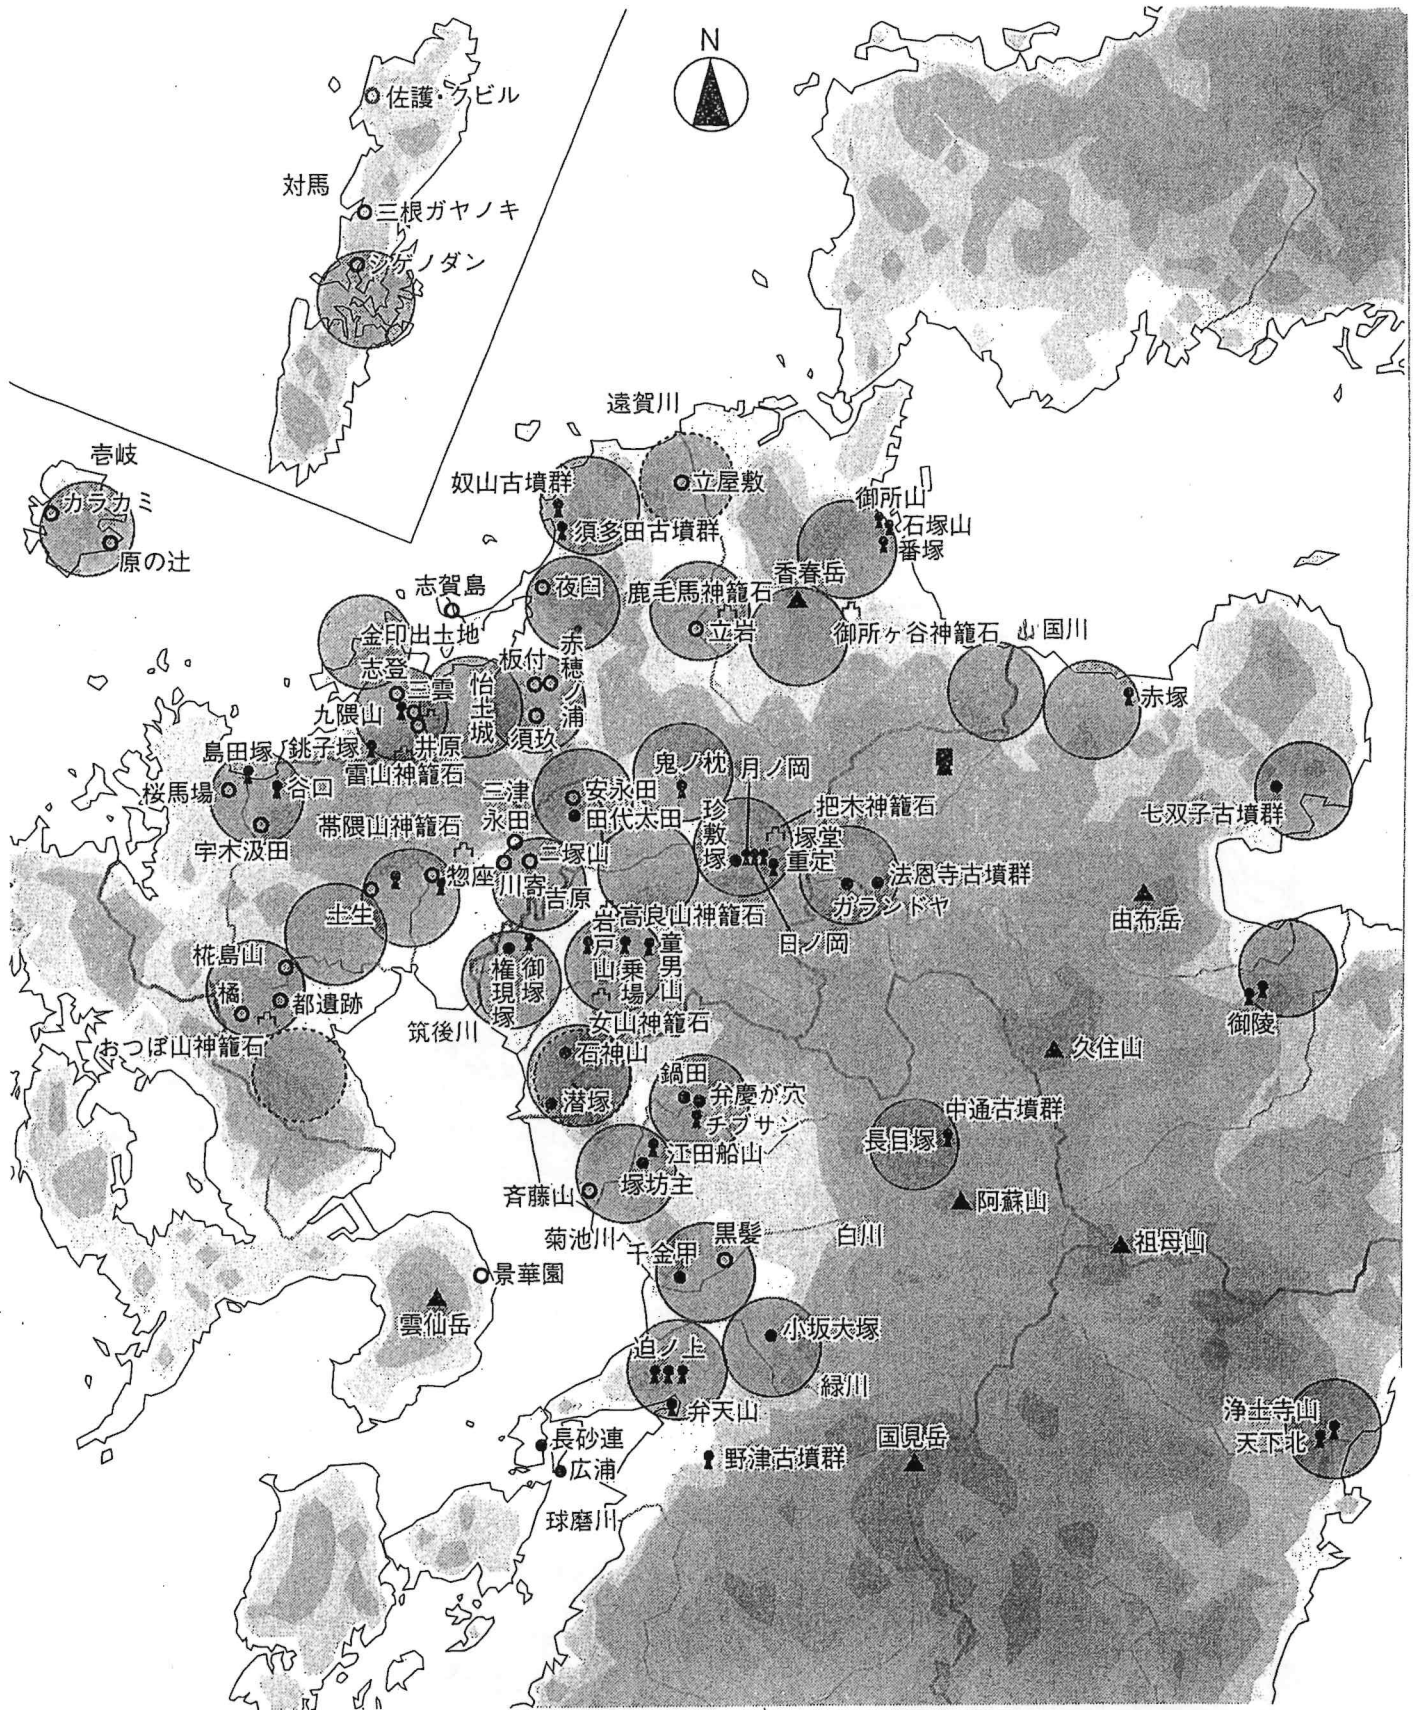 N
佐護・クビル
対馬
三根ガヤノキ
シゲノダン
遠賀川
壱岐
カラカミ
原の辻
奴山古墳群
立屋敷
須多田古墳群
御所山
石塚山
番塚
香春岳
志賀島
夜臼
鹿毛馬神籠石
立岩
御所ヶ谷神籠石
山国川
金印出土地
志登
三雲
怡土城
板付
赤穂ノ浦
九隈山
井原
須玖
赤塚
島田塚
銚子塚
雷山神籠石
桜馬場
谷口
鬼ノ枕
月ノ岡
三津永田
安永田
田代太田
珍敷塚
把木神籠石
七双子古墳群
宇木汲田
帯隈山神籠石
塚堂
重定
二塚山
惣座
川寄
吉原
法恩寺古墳群
ガランドヤ
由布岳
土生
岩戸山
高良山神籠石
日ノ岡
椛島山
権現塚
御塚
乗場
童男山
橘
都遺跡
御陵
筑後川
女山神籠石
おつぼ山神籠石
石神山
久住山
鍋田
弁慶が穴
潜塚
チブサン
中通古墳群
長目塚
江田船山
塚坊主
斉藤山
阿蘇山
菊池川
黒髪
白川
千金甲
祖母山
景華園
雲仙岳
小坂大塚
迫ノ上
緑川
弁天山
浄土寺山
天下北
長砂連
国見岳
野津古墳群
広浦
球磨川